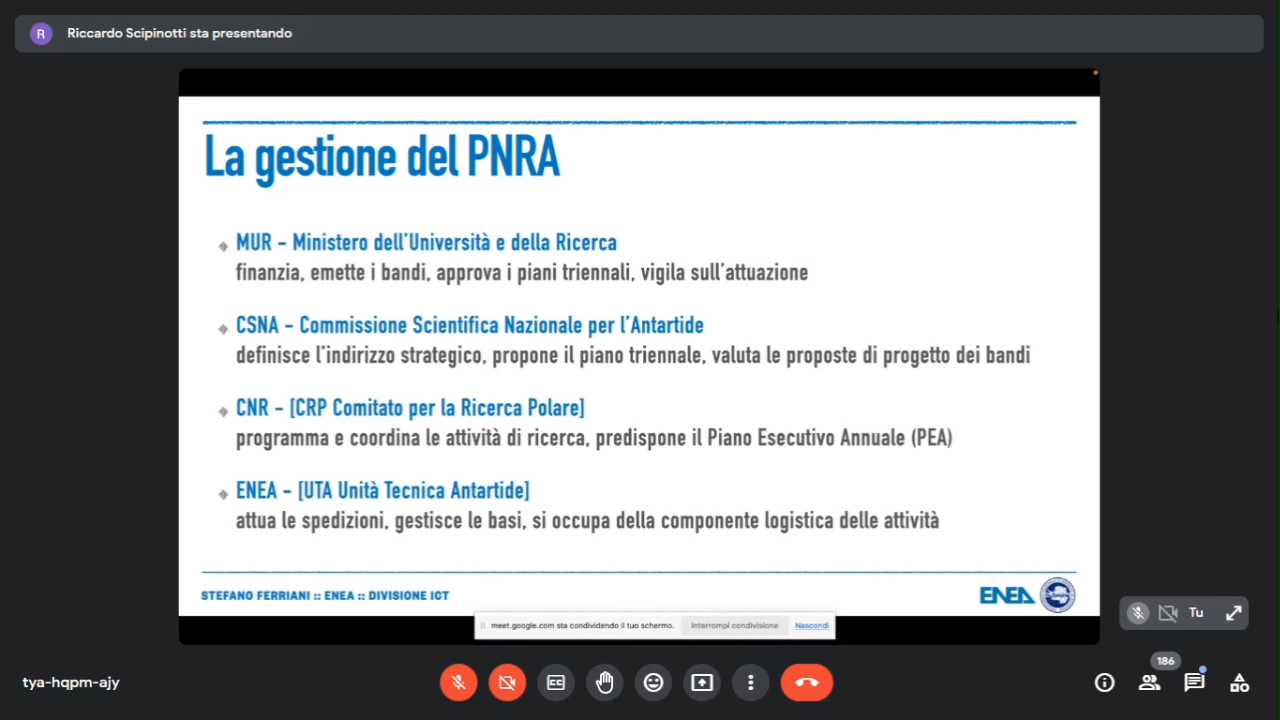 R
Riccardo Scipinotti sta presentando
La gestione del PNRA
MUR - Ministero dell'Università e della Ricerca
finanzia, emette i bandi, approva i piani triennali, vigila sull'attuazione
CSNA - Commissione Scientifica Nazionale per l'Antartide
definisce l'indirizzo strategico, propone il piano triennale, valuta le proposte di progetto dei bandi
CNR - [CRP Comitato per la Ricerca Polare]
programma e coordina le attività di ricerca, predispone il Piano Esecutivo Annuale (PEA)
ENEA - [UTA Unità Tecnica Antartide]
attua le spedizioni, gestisce le basi, si occupa della componente logistica delle attività
STEFANO FERRIANI :: ENEA :: DIVISIONE ICT
ENEA
meet.google.com sta condividendo il tuo schermo. Interrompi condivisione Nascondi
Tu
tya-hqpm-ajy
CC
186